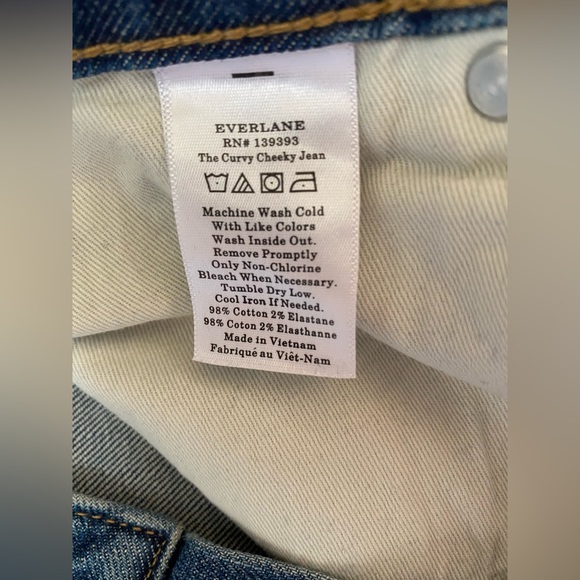 EVERLANE
RN# 139393
The Curvy Cheeky Jean
Machine Wash Cold
With Like Colors
Wash Inside Out.
Remove Promptly
Only Non-Chlorine
Bleach When Necessary.
Tumble Dry Low.
Cool Iron If Needed.
98% Cotton 2% Elastane
98% Coton 2% Elasthanne
Made in Vietnam
Fabriqué au Viêt-Nam